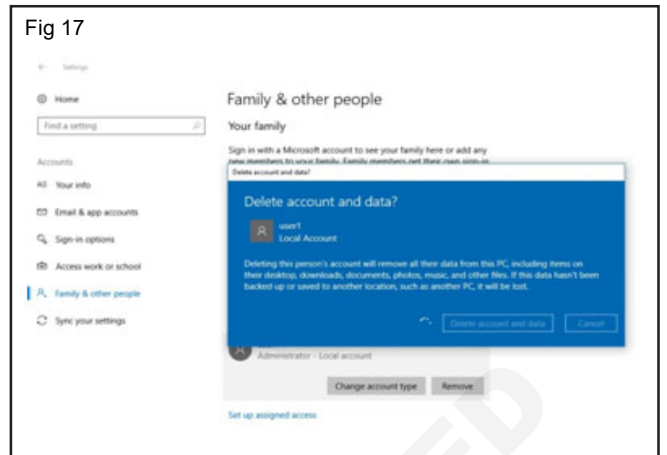 Fig 17
Settings
Home
Family & other people
Find a setting
Your family
Sign in with a Microsoft account to see your family here or add any
new members to your family. Family members get their own sign-in
Accounts
Your info
Email & app accounts
Sign-in options
Access work or school
Family & other people
Sync your settings
Delete account and data?
Delete account and data?
user1
Local Account
Deleting this person's account will remove all their data from this PC, including items on
their desktop, downloads, documents, photos, music, and other files. If this data hasn't been
backed up or saved to another location, such as another PC, it will be lost.
Delete account and data
Cancel
Administrator - Local account
Change account type
Remove
Set up assigned access